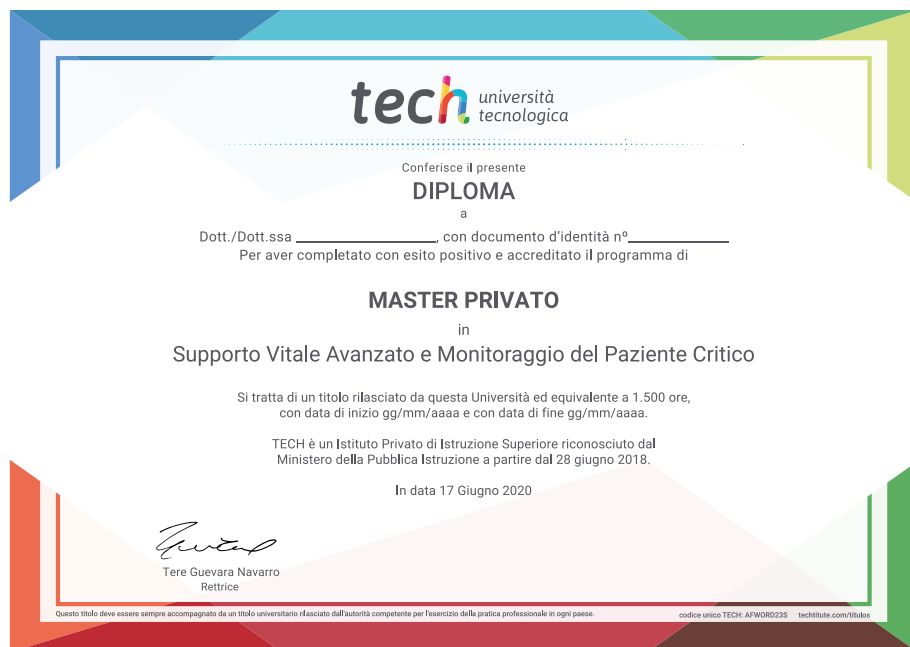 tech università
tecnologica
Conferisce il presente
DIPLOMA
a
Dott./Dott.ssa ________________, con documento d'identità nº____________
Per aver completato con esito positivo e accreditato il programma di
MASTER PRIVATO
in
Supporto Vitale Avanzato e Monitoraggio del Paziente Critico
Si tratta di un titolo rilasciato da questa Università ed equivalente a 1.500 ore,
con data di inizio gg/mm/aaaa e con data di fine gg/mm/aaaa.
TECH è un Istituto Privato di Istruzione Superiore riconosciuto dal
Ministero della Pubblica Istruzione a partire dal 28 giugno 2018.
In data 17 Giugno 2020
Tere Guevara Navarro
Rettrice
Questo titolo deve essere sempre accompagnato da un titolo universitario rilasciato dall'autorità competente per l'esercizio della pratica professionale in ogni paese.
codice unico TECH: AFWORD23S techtitute.com/títulos